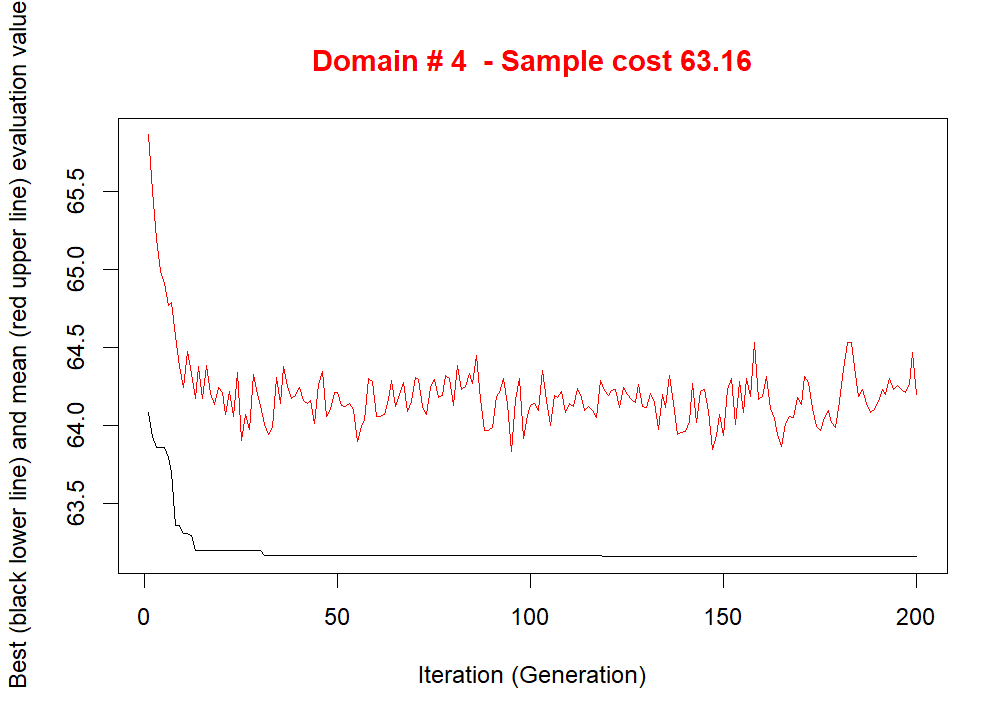 Domain # 4  - Sample cost 63.16
Best (black lower line) and mean (red upper line) evaluation value
65.5
65.0
64.5
64.0
63.5
0 50 100 150 200
Iteration (Generation)